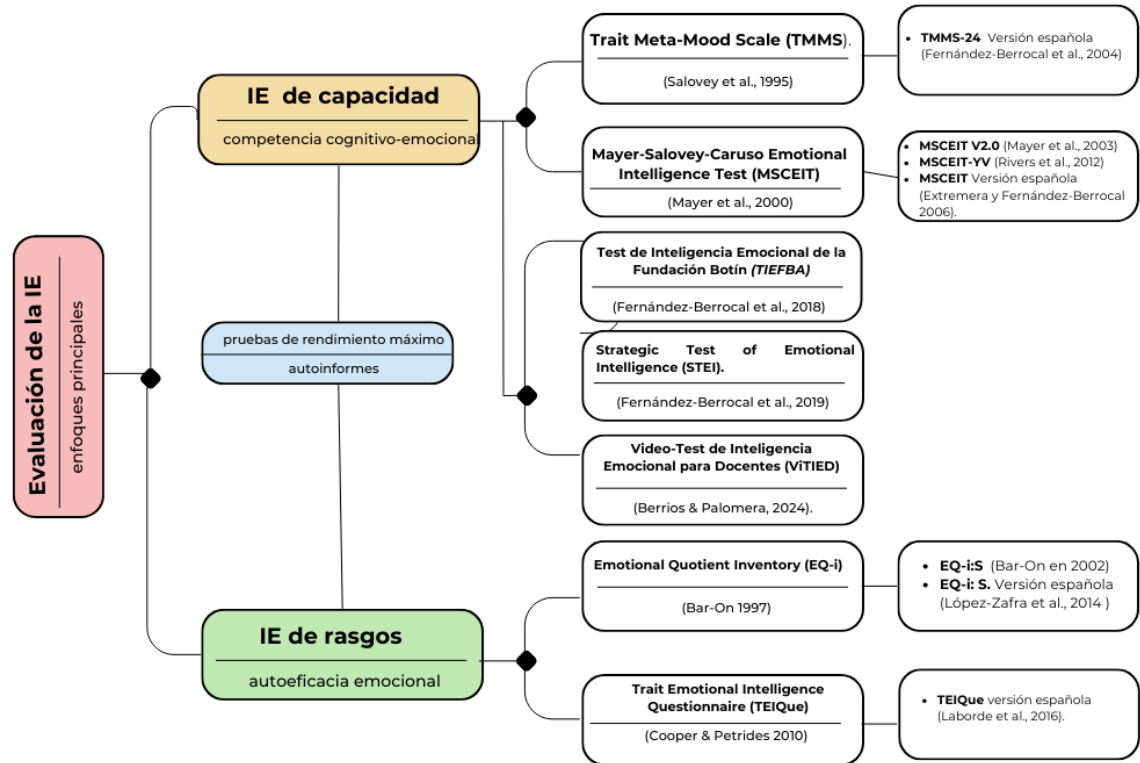 Evaluación de la IE
enfoques principales
IE de capacidad
competencia cognitivo-emocional
pruebas de rendimiento máximo
autoinformes
IE de rasgos
autoeficacia emocional
Trait Meta-Mood Scale (TMMS).
(Salovey et al., 1995)
• TMMS-24 Versión española
(Fernández-Berrocal et al., 2004)
Mayer-Salovey-Caruso Emotional
Intelligence Test (MSCEIT)
(Mayer et al., 2000)
• MSCEIT V2.0 (Mayer et al., 2003)
• MSCEIT-YV (Rivers et al., 2012)
• MSCEIT Versión española
(Extremera y Fernández-Berrocal
2006).
Test de Inteligencia Emocional de la
Fundación Botín (TIEFBA)
(Fernández-Berrocal et al., 2018)
Strategic Test of Emotional
Intelligence (STEI).
(Fernández-Berrocal et al., 2019)
Video-Test de Inteligencia
Emocional para Docentes (ViTIED)
(Berrios & Palomera, 2024).
Emotional Quotient Inventory (EQ-i)
(Bar-On 1997)
• EQ-i:S (Bar-On en 2002)
• EQ-i: S. Versión española
(López-Zafra et al., 2014 )
Trait Emotional Intelligence
Questionnaire (TEIQue)
(Cooper & Petrides 2010)
• TEIQue versión española
(Laborde et al., 2016).